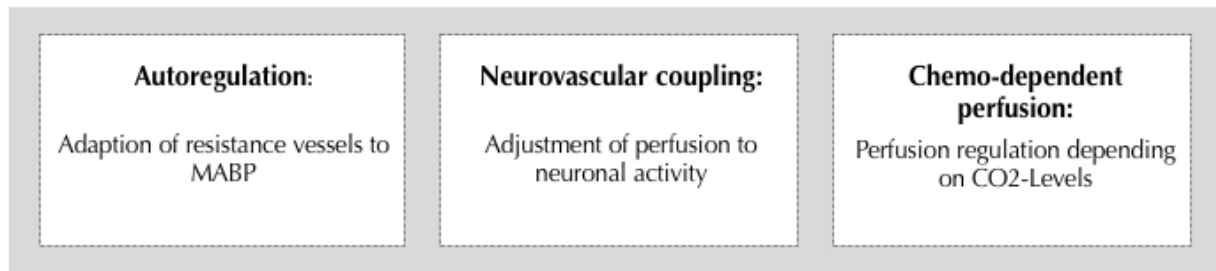 Autoregulation:
Adaption of resistance vessels to
MABP
Neurovascular coupling:
Adjustment of perfusion to
neuronal activity
Chemo-dependent
perfusion:
Perfusion regulation depending
on CO2-Levels